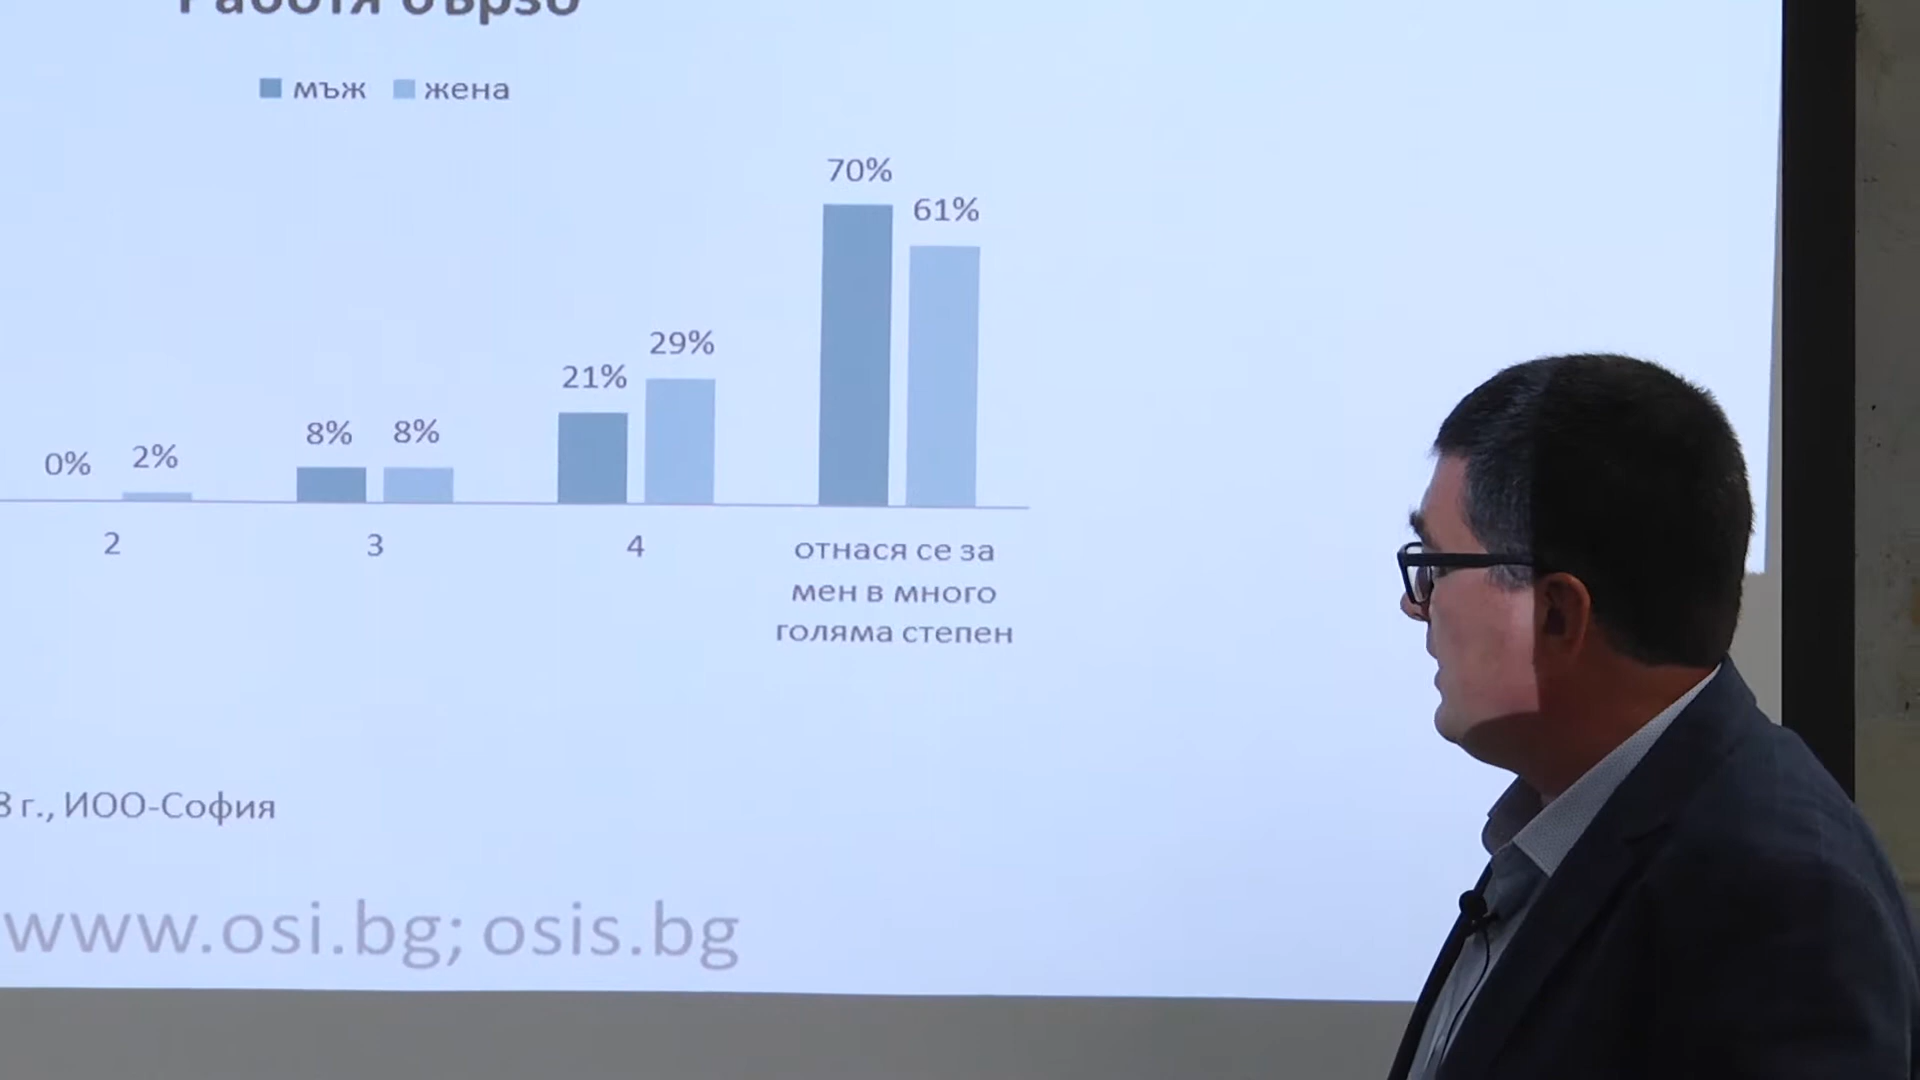 Работя бързо
мъж жена
70%
61%
29%
21%
8% 8%
0% 2%
2 3 4 отнася се за
мен в много
голяма степен
г., ИОО-София
www.osi.bg; osis.bg